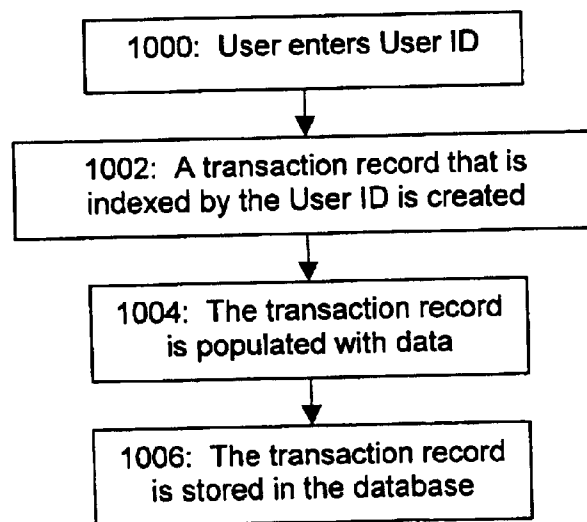 1000: User enters User ID
1002: A transaction record that is
indexed by the User ID is created
1004: The transaction record
is populated with data
1006: The transaction record
is stored in the database